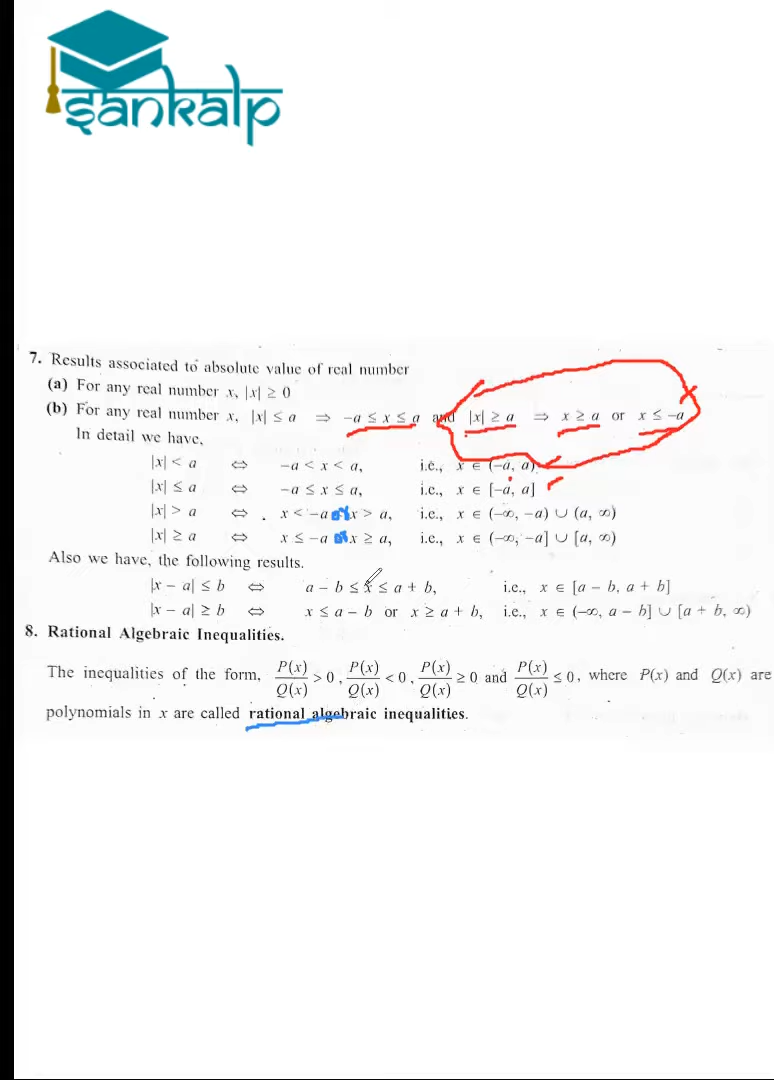 sankalp
7. Results associated to absolute value of real number
(a) For any real number x, |x| ≥ 0
(b) For any real number x, |x| ≤ a ⇒ −a ≤ x ≤ a and |x| ≥ a ⇒ x ≥ a or x ≤ −a
In detail we have,
|x| < a ⇔ −a < x < a, i.e., x ∈ (−a, a)
|x| ≤ a ⇔ −a ≤ x ≤ a, i.e., x ∈ [−a, a]
|x| > a ⇔ x < −a or x > a, i.e., x ∈ (−∞, −a) ∪ (a, ∞)
|x| ≥ a ⇔ x ≤ −a or x ≥ a, i.e., x ∈ (−∞, −a] ∪ [a, ∞)
Also we have, the following results.
|x − a| ≤ b ⇔ a − b ≤ x ≤ a + b, i.e., x ∈ [a − b, a + b]
|x − a| ≥ b ⇔ x ≤ a − b or x ≥ a + b, i.e., x ∈ (−∞, a − b] ∪ [a + b, ∞)
8. Rational Algebraic Inequalities.
The inequalities of the form, P(x)/Q(x) > 0, P(x)/Q(x) < 0, P(x)/Q(x) ≥ 0 and P(x)/Q(x) ≤ 0, where P(x) and Q(x) are
polynomials in x are called rational algebraic inequalities.